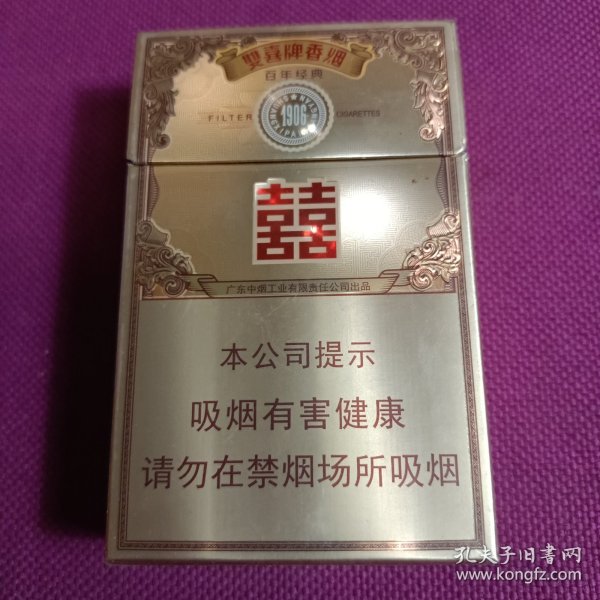 雙喜牌香烟
百年经典
FILTER 1906 CIGARETTES
囍
广东中烟工业有限责任公司出品
本公司提示
吸烟有害健康
请勿在禁烟场所吸烟
孔夫子旧书网
www.kongfz.com